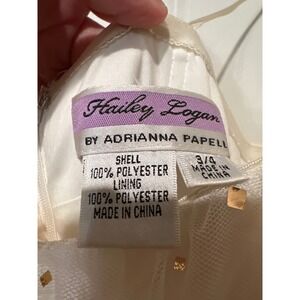 Hailey Logan
BY ADRIANNA PAPELL
SHELL
100% POLYESTER
LINING
100% POLYESTER
MADE IN CHINA
3/4
MADE IN
CHINA